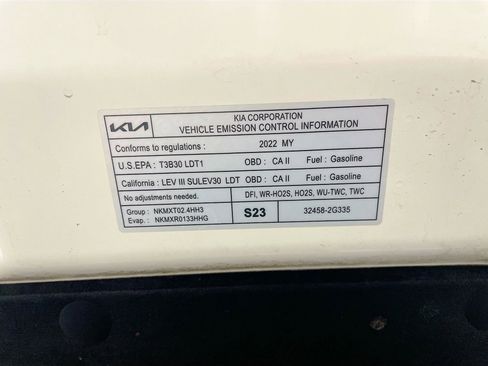 KIA
KIA CORPORATION
VEHICLE EMISSION CONTROL INFORMATION
Conforms to regulations : 2022 MY
U.S.EPA : T3B30 LDT1 OBD : CA II Fuel : Gasoline
California : LEV III SULEV30 LDT OBD : CA II Fuel : Gasoline
No adjustments needed. DFI, WR-HO2S, HO2S, WU-TWC, TWC
Group : NKMXT02.4HH3 S23 32458-2G335
Evap. : NKMXR0133HHG